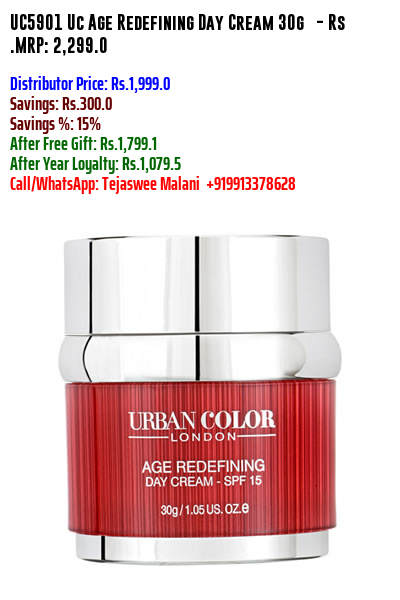 UC5901 Uc Age Redefining Day Cream 30g - Rs
.MRP: 2,299.0
Distributor Price: Rs.1,999.0
Savings: Rs.300.0
Savings %: 15%
After Free Gift: Rs.1,799.1
After Year Loyalty: Rs.1,079.5
Call/WhatsApp: Tejaswee Malani +919913378628
URBAN COLOR
LONDON
AGE REDEFINING
DAY CREAM - SPF 15
30g / 1.05 US. OZ.e